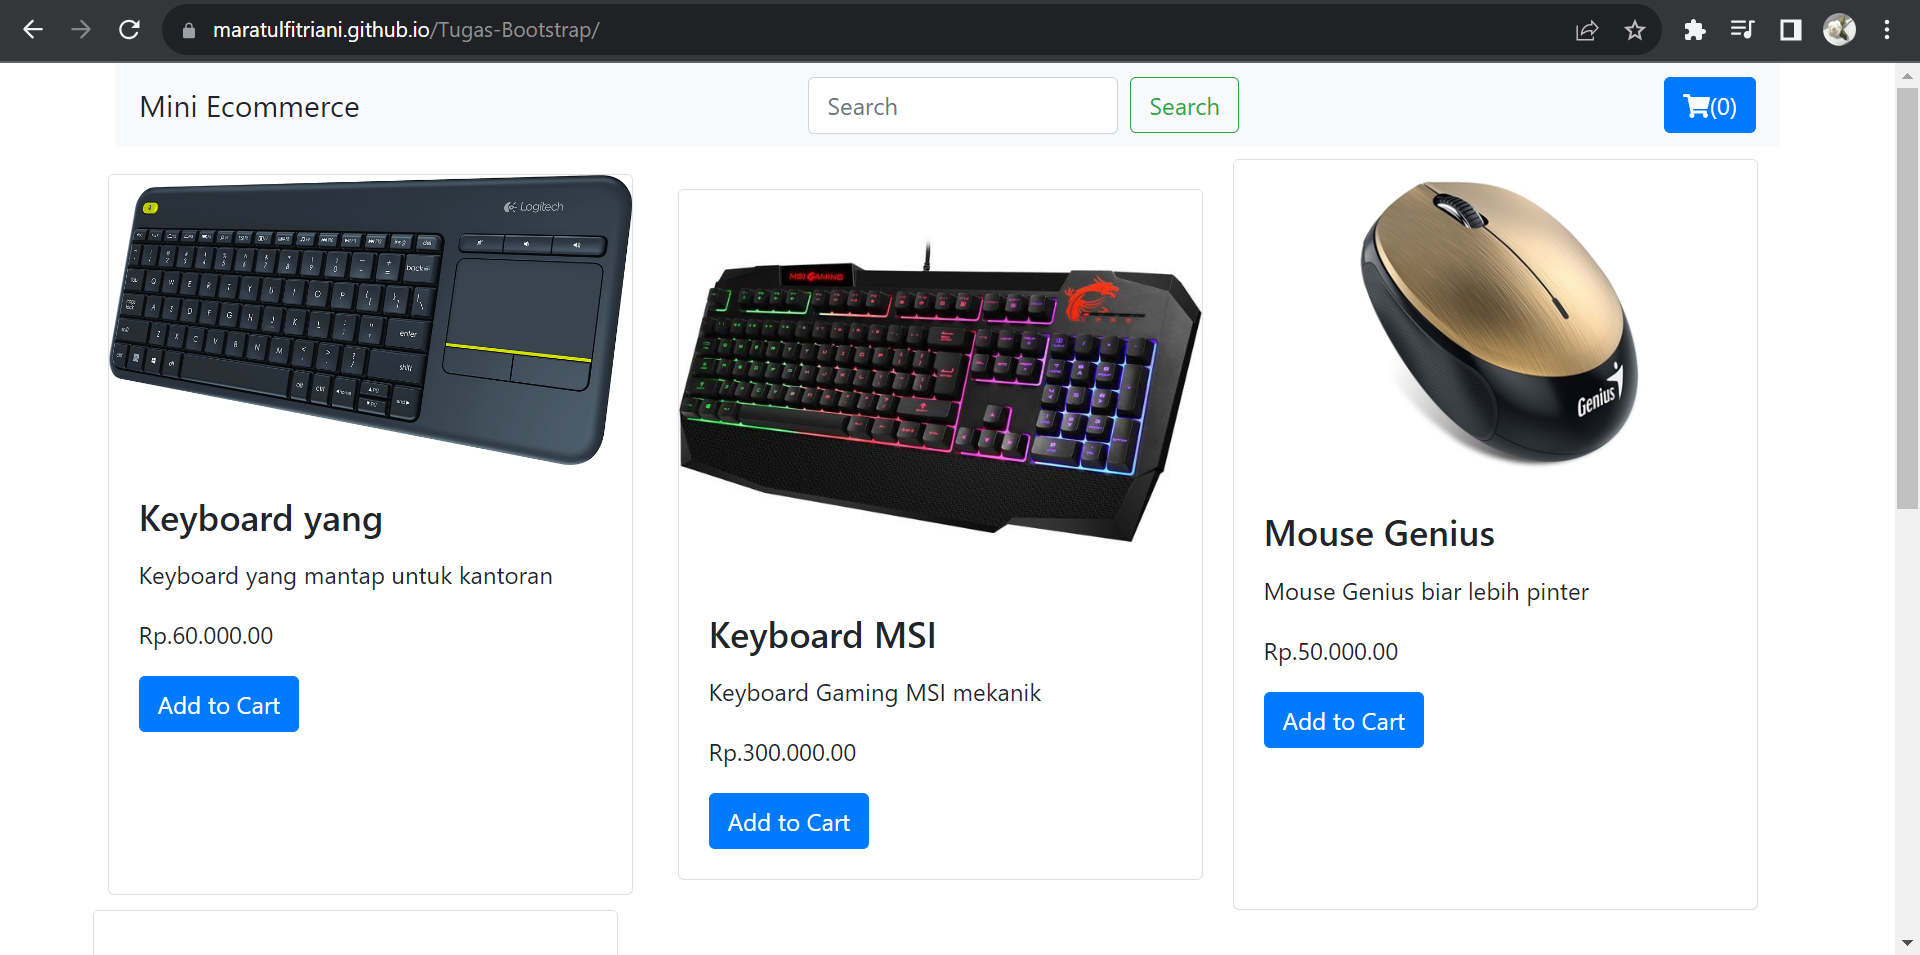 maratulfitriani.github.io/Tugas-Bootstrap/
Mini Ecommerce
Search
Search
(0)
Logitech
Keyboard yang
Keyboard yang mantap untuk kantoran
Rp.60.000.00
Add to Cart
MSI GAMING
Keyboard MSI
Keyboard Gaming MSI mekanik
Rp.300.000.00
Add to Cart
Genius
Mouse Genius
Mouse Genius biar lebih pinter
Rp.50.000.00
Add to Cart